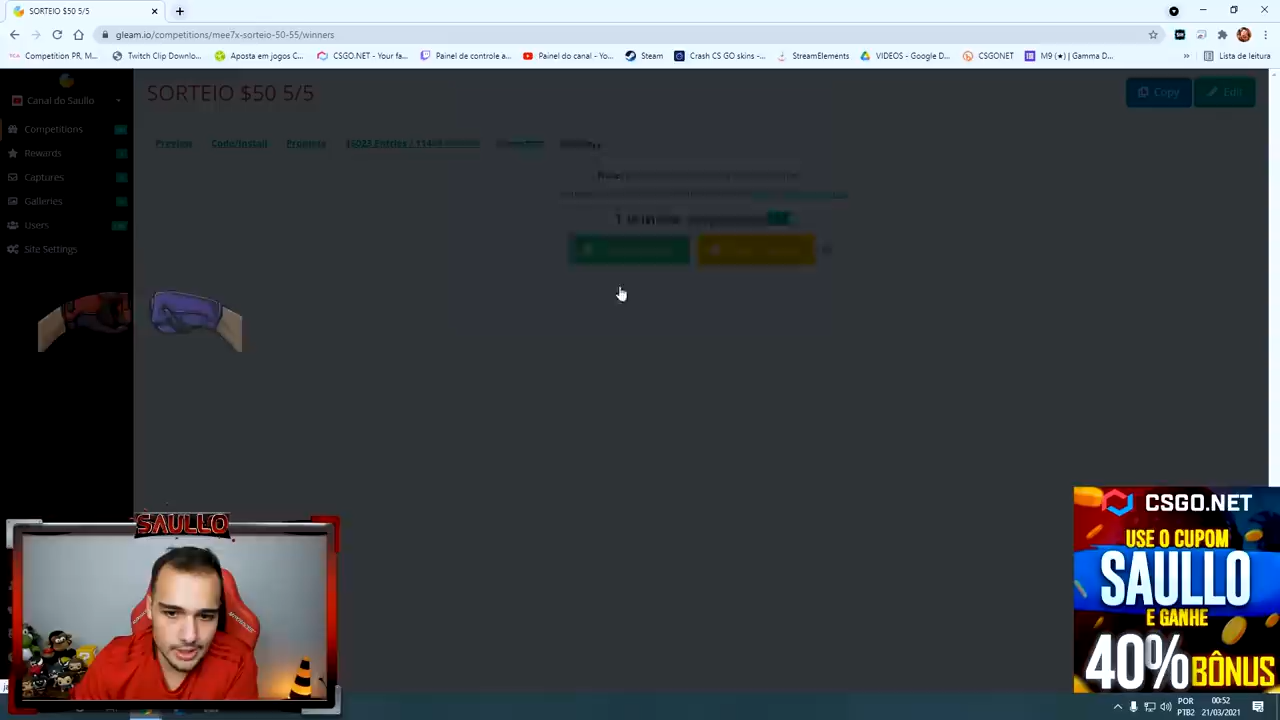 SORTEIO $50 5/5
gleam.io/competitions/mee7x-sorteio-50-55/winners
Competition PR, M...
Twitch Clip Downlo...
Aposta em jogos C...
CSGO.NET - Your fa...
Painel de controle a...
Painel do canal - Yo...
Steam
Crash CS GO skins -...
StreamElements
VIDEOS - Google D...
CSGONET
M9 (★) | Gamma D...
»
Lista de leitura
Canal do Saullo
SORTEIO $50 5/5
Copy
Edit
Competitions
Rewards
Captures
Galleries
Users
Site Settings
Preview
Code/Install
Entries /
1 winner
SAULLO
CSGO.NET
USE O CUPOM
SAULLO
E GANHE
40% BÔNUS
POR
PTB2
00:52
21/03/2021